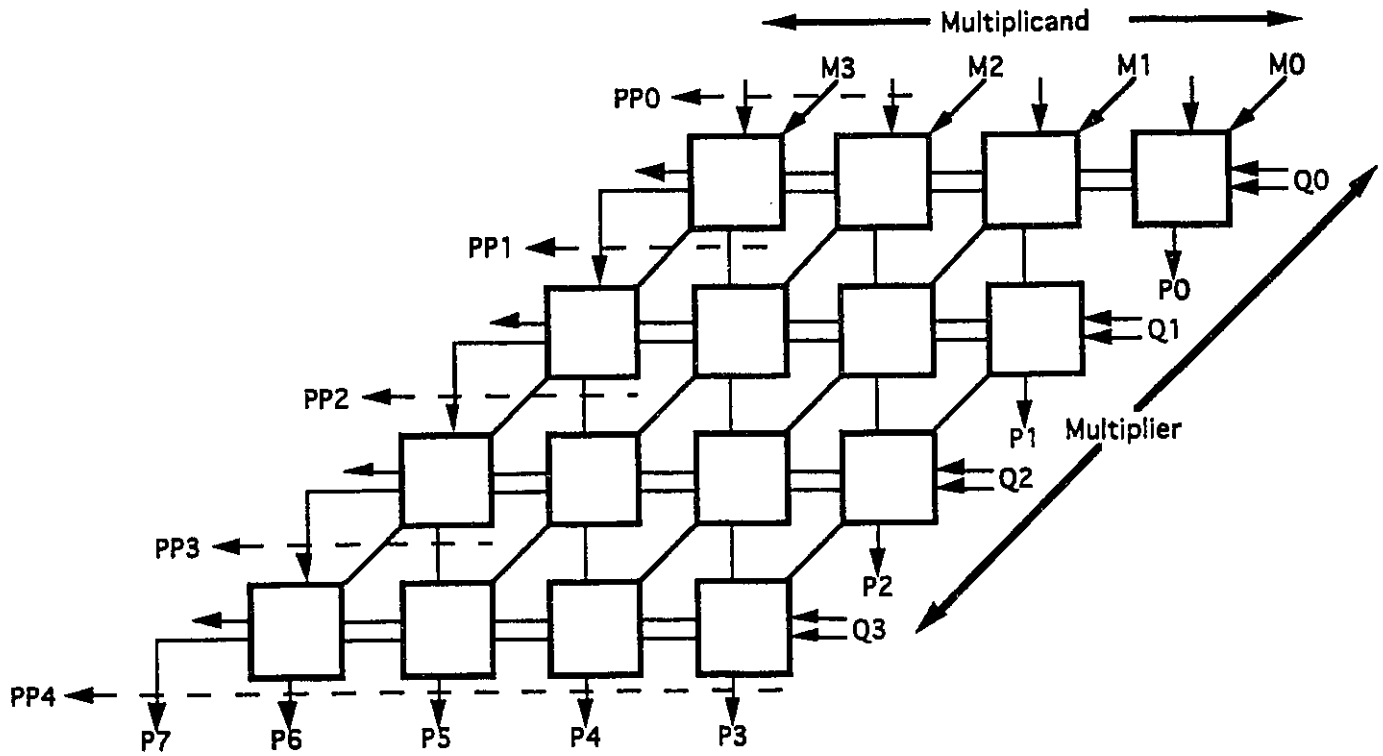 Multiplicand
M3 M2 M1 M0
PP0
Q0
PP1
P0
Q1
PP2
P1
Multiplier
Q2
PP3
P2
Q3
PP4
P7 P6 P5 P4 P3